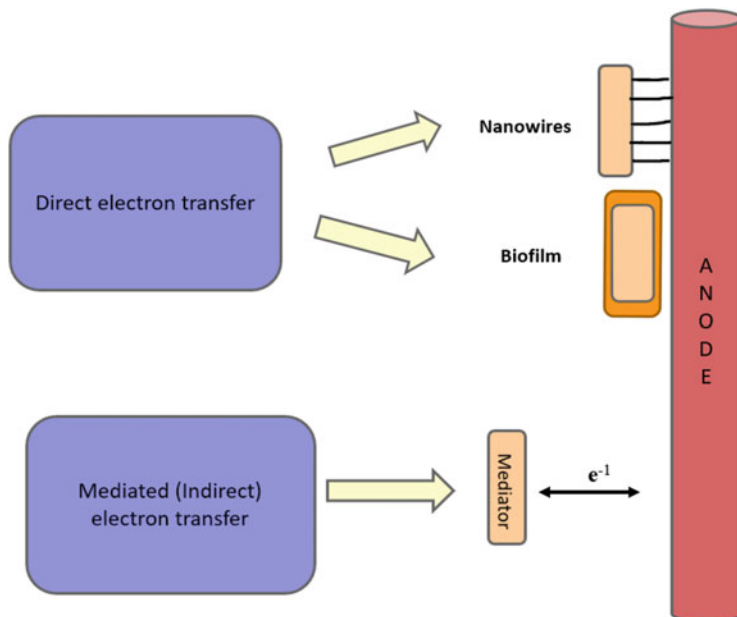 Direct electron transfer
Nanowires
Biofilm
Mediated (Indirect)
electron transfer
Mediator
e-1
A
N
O
D
E